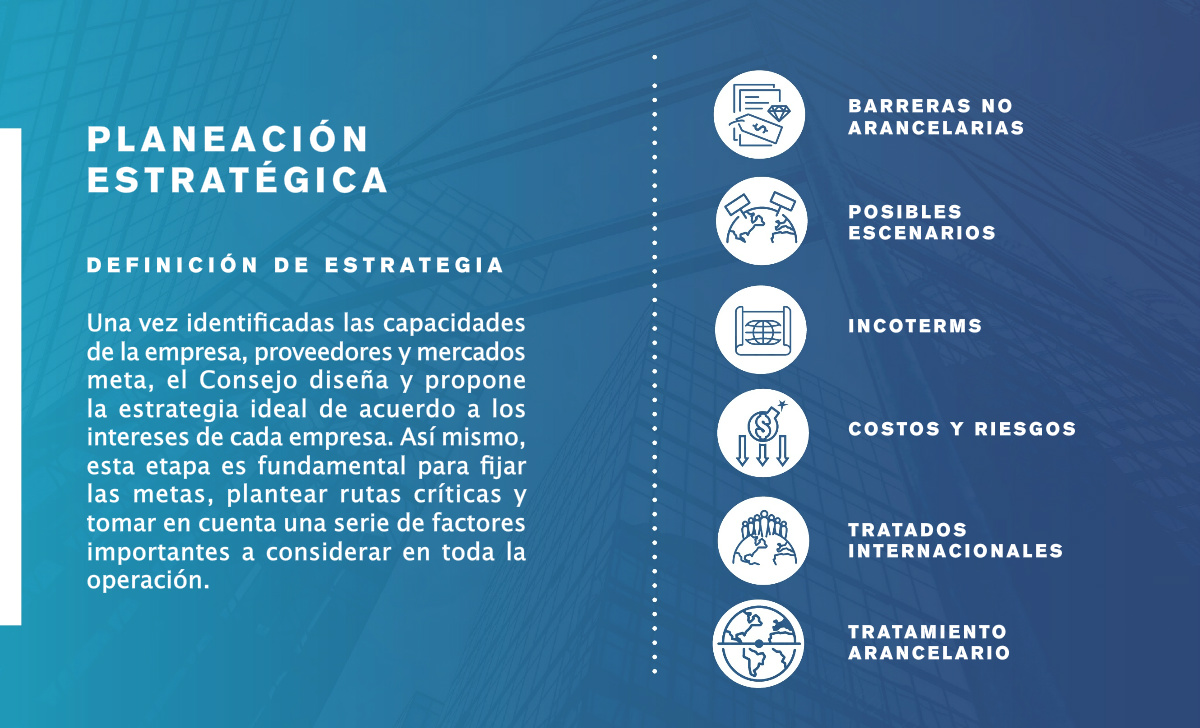 PLANEACIÓN
ESTRATÉGICA
DEFINICIÓN DE ESTRATEGIA
Una vez identificadas las capacidades
de la empresa, proveedores y mercados
meta, el Consejo diseña y propone
la estrategia ideal de acuerdo a los
intereses de cada empresa. Así mismo,
esta etapa es fundamental para fijar
las metas, plantear rutas críticas y
tomar en cuenta una serie de factores
importantes a considerar en toda la
operación.
BARRERAS NO
ARANCELARIAS
POSIBLES
ESCENARIOS
INCOTERMS
COSTOS Y RIESGOS
TRATADOS
INTERNACIONALES
TRATAMIENTO
ARANCELARIO